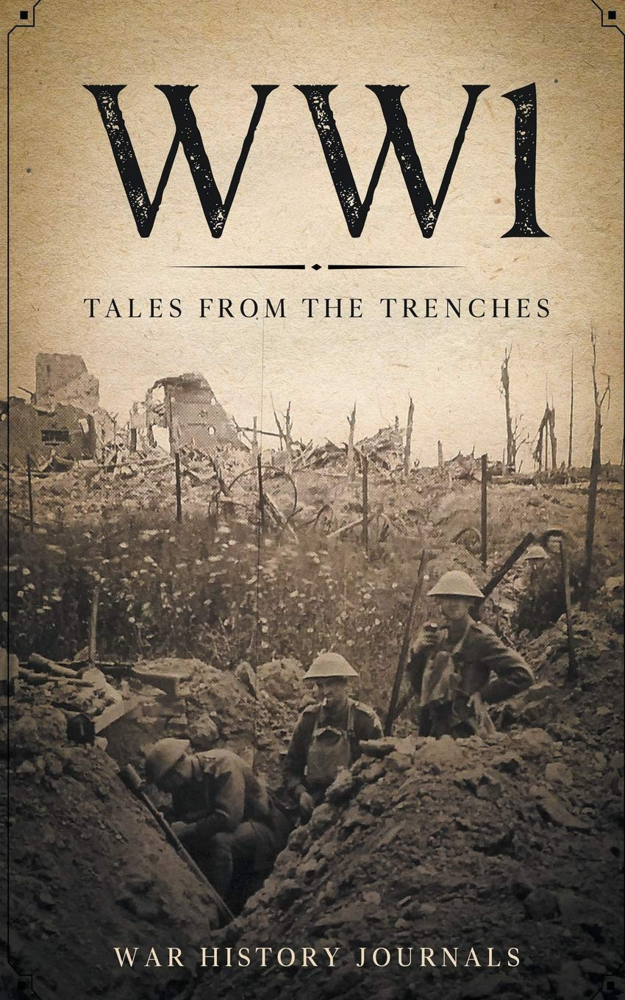 WW1
TALES FROM THE TRENCHES
WAR HISTORY JOURNALS